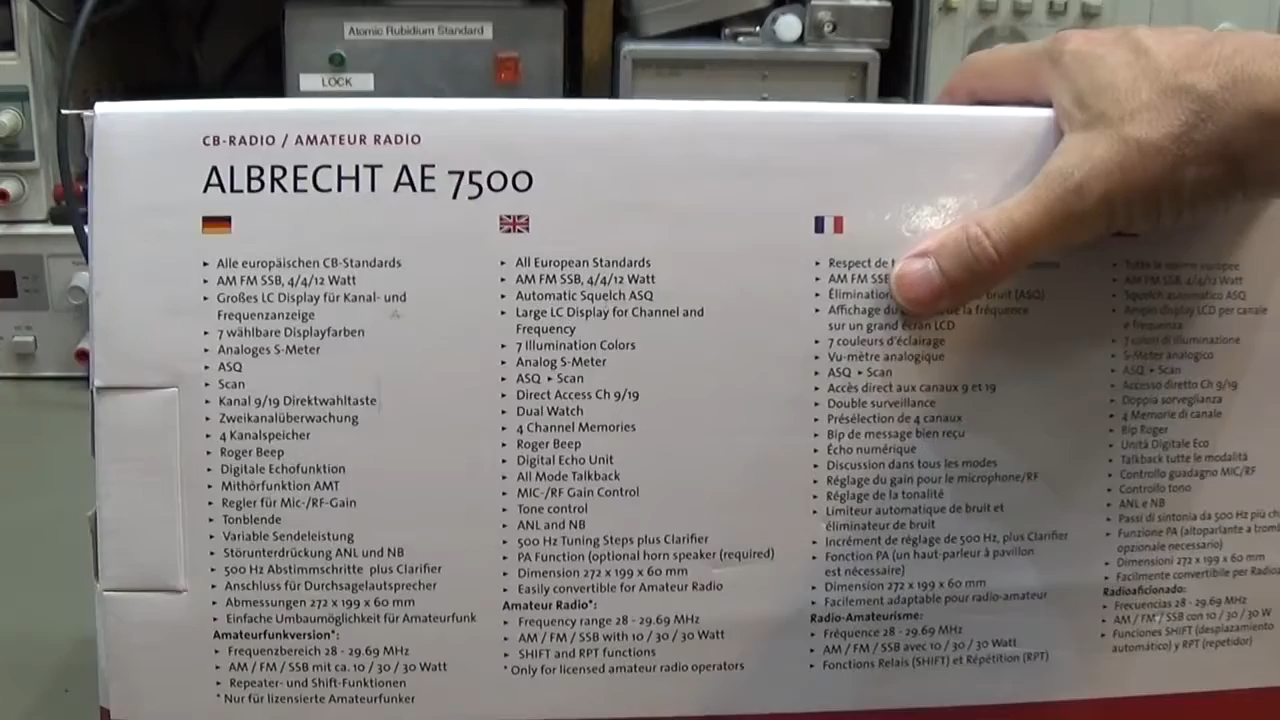 Atomic Rubidium Standard
LOCK
CB-RADIO / AMATEUR RADIO
ALBRECHT AE 7500
▸ Alle europäischen CB-Standards
▸ AM FM SSB, 4/4/12 Watt
▸ Großes LC Display für Kanal- und
Frequenzanzeige
▸ 7 wählbare Displayfarben
▸ Analoges S-Meter
▸ ASQ
▸ Scan
▸ Kanal 9/19 Direktwahltaste
▸ Zweikanalüberwachung
▸ 4 Kanalspeicher
▸ Roger Beep
▸ Digitale Echofunktion
▸ Mithörfunktion AMT
▸ Regler für Mic-/RF-Gain
▸ Tonblende
▸ Variable Sendeleistung
▸ Störunterdrückung ANL und NB
▸ 500 Hz Abstimmschritte plus Clarifier
▸ Anschluss für Durchsagelautsprecher
▸ Abmessungen 272 x 199 x 60 mm
▸ Einfache Umbaumöglichkeit für Amateurfunk
Amateurfunkversion*:
▸ Frequenzbereich 28 - 29.69 MHz
▸ AM / FM / SSB mit ca. 10 / 30 / 30 Watt
▸ Repeater- und Shift-Funktionen
* Nur für lizensierte Amateurfunker
▸ All European Standards
▸ AM FM SSB, 4/4/12 Watt
▸ Automatic Squelch ASQ
▸ Large LC Display for Channel and
Frequency
▸ 7 Illumination Colors
▸ Analog S-Meter
▸ ASQ ▸ Scan
▸ Direct Access Ch 9/19
▸ Dual Watch
▸ 4 Channel Memories
▸ Roger Beep
▸ Digital Echo Unit
▸ All Mode Talkback
▸ MIC-/RF Gain Control
▸ Tone control
▸ ANL and NB
▸ 500 Hz Tuning Steps plus Clarifier
▸ PA Function (optional horn speaker (required)
▸ Dimension 272 x 199 x 60 mm
▸ Easily convertible for Amateur Radio
Amateur Radio*:
▸ Frequency range 28 - 29.69 MHz
▸ AM / FM / SSB with 10 / 30 / 30 Watt
▸ SHIFT and RPT functions
* Only for licensed amateur radio operators
▸ Respect de
▸ AM FM SSB
▸ Élimination bruit (ASQ)
▸ Affichage du la fréquence
sur un grand écran LCD
▸ 7 couleurs d'éclairage
▸ Vu-mètre analogique
▸ ASQ ▸ Scan
▸ Accès direct aux canaux 9 et 19
▸ Double surveillance
▸ Présélection de 4 canaux
▸ Bip de message bien reçu
▸ Écho numérique
▸ Discussion dans tous les modes
▸ Réglage du gain pour le microphone/RF
▸ Réglage de la tonalité
▸ Limiteur automatique de bruit et
éliminateur de bruit
▸ Incrément de réglage de 500 Hz, plus Clarifier
▸ Fonction PA (un haut-parleur à pavillon
est nécessaire)
▸ Dimension 272 x 199 x 60 mm
▸ Facilement adaptable pour radio-amateur
Radio-Amateurisme:
▸ Fréquence 28 - 29.69 MHz
▸ AM / FM / SSB avec 10 / 30 / 30 Watt
▸ Fonctions Relais (SHIFT) et Répétition (RPT)
▸ Tutte le norme europee
▸ AM FM SSB, 4/4/12 Watt
▸ Squelch automatico ASQ
▸ Ampio display LCD per canale
e frequenza
▸ 7 colori di illuminazione
▸ S-Meter analogico
▸ ASQ ▸ Scan
▸ Accesso diretto Ch 9/19
▸ Doppia sorveglianza
▸ 4 Memorie di canale
▸ Bip Roger
▸ Unità Digitale Eco
▸ Talkback tutte le modalità
▸ Controllo guadagno MIC/RF
▸ Controllo tono
▸ ANL e NB
▸ Passi di sintonia da 500 Hz più
▸ Funzione PA (altoparlante a
opzionale necessario)
▸ Dimensioni 272 x 199 x 60 mm
▸ Facilmente convertibile per
Radioaficionado:
▸ Frecuencias 28 - 29.69 MHz
▸ AM / FM / SSB con 10 / 30 / 30 W
▸ Funciones SHIFT (desplazamiento
automático) y RPT (repetidor)